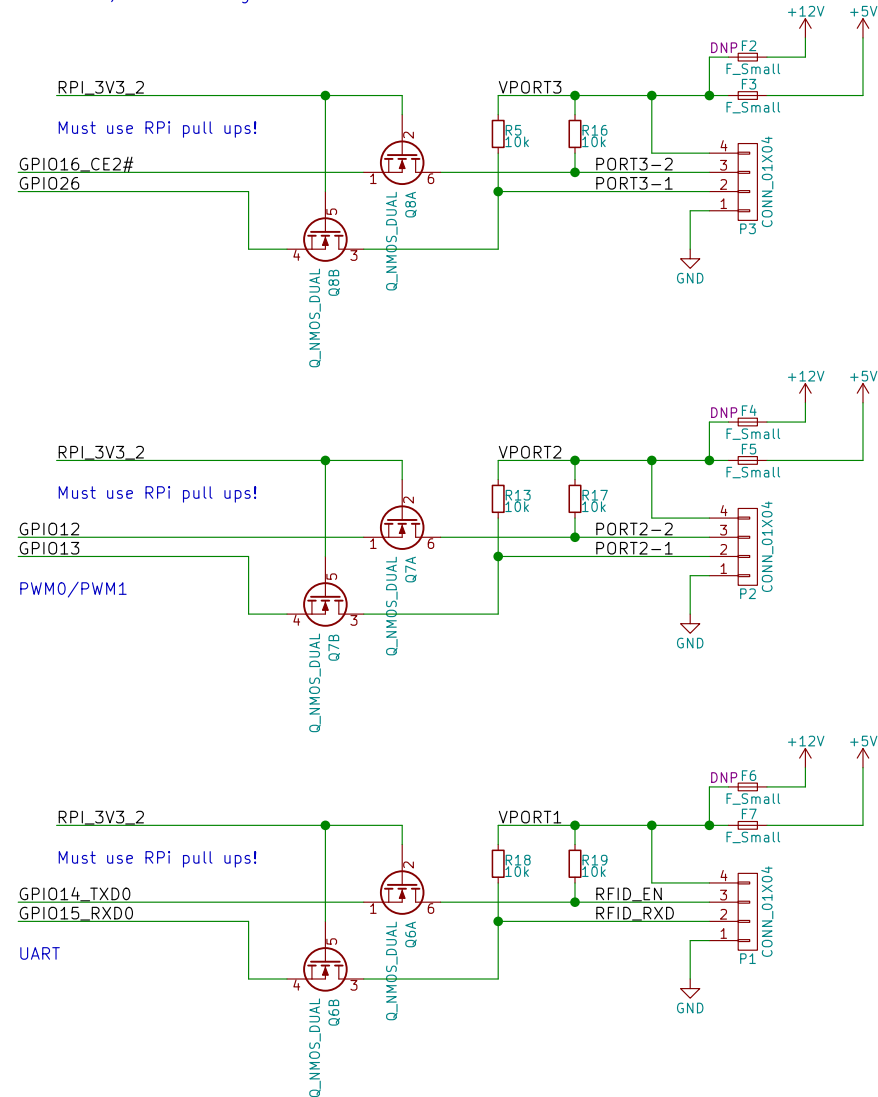 +12V
+5V
DNP
F2
F_Small
F3
F_Small
RPI_3V3_2
VPORT3
Must use RPi pull ups!
R5
10k
R16
10k
2
GPIO16_CE2#
1
6
PORT3-2
GPIO26
PORT3-1
4
3
2
1
CONN_01X04
P3
Q8A
Q_NMOS_DUAL
5
4
3
Q8B
Q_NMOS_DUAL
GND
+12V
+5V
DNP
F4
F_Small
F5
F_Small
RPI_3V3_2
VPORT2
Must use RPi pull ups!
R13
10k
R17
10k
2
GPIO12
1
6
PORT2-2
GPIO13
PORT2-1
4
3
2
1
CONN_01X04
P2
Q7A
Q_NMOS_DUAL
PWM0/PWM1
5
4
3
Q7B
Q_NMOS_DUAL
GND
+12V
+5V
DNP
F6
F_Small
F7
F_Small
RPI_3V3_2
VPORT1
Must use RPi pull ups!
R18
10k
R19
10k
2
GPIO14_TXD0
1
6
RFID_EN
GPIO15_RXD0
RFID_RXD
4
3
2
1
CONN_01X04
P1
Q6A
Q_NMOS_DUAL
UART
5
4
3
Q6B
Q_NMOS_DUAL
GND